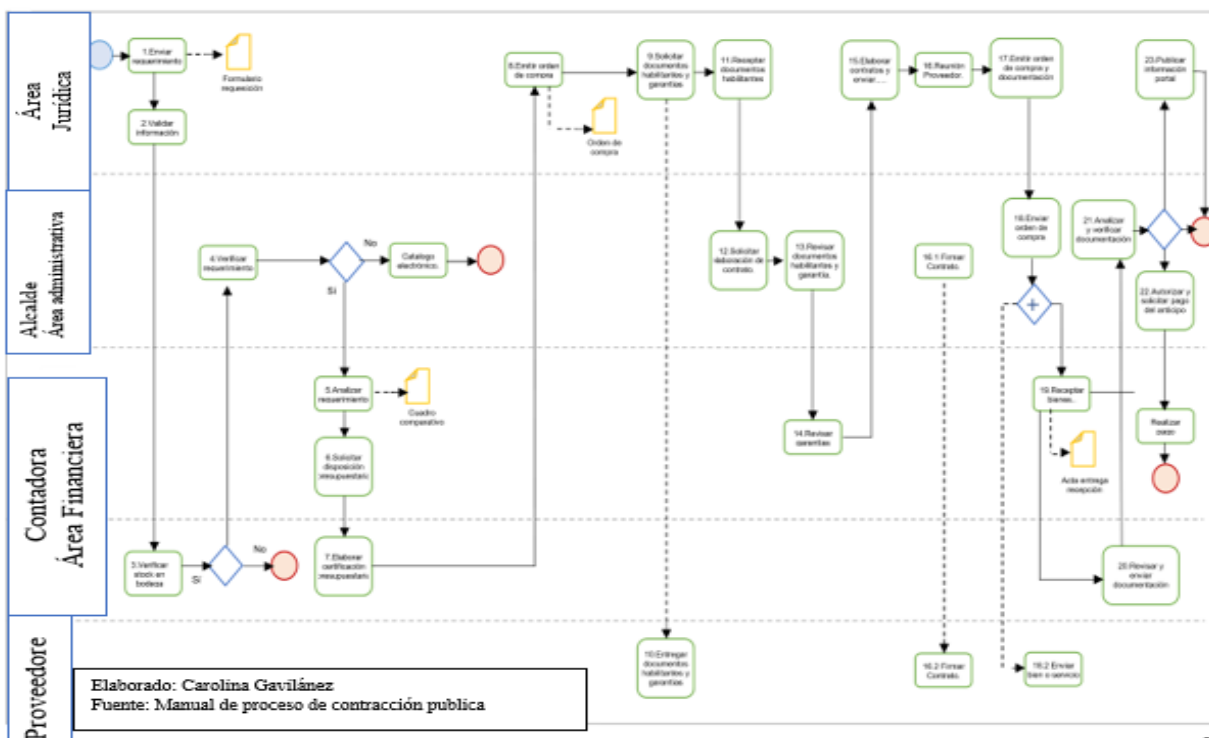 Área
Jurídica
1.Enviar
requerimiento
Formulario
requesición
2.Validar
información
8.Emitir orden
de compra
Orden de
compra
9.Solicitar
documentos
habilitantes y
garantías
11.Receptar
documentos
habilitantes
15.Elaborar
contratos y
enviar.....
16.Reunión
Proveedor.
17.Emitir orden
de compra y
documentación
23.Publicar
información
portal
Alcalde
Área administrativa
4.Verificar
requerimiento
No
Si
Catalogo
electrónico.
12.Solicitar
elaboración de
contrato.
13.Revisar
documentos
habilitantes y
garantía.
16.1 Firmar
Contrato.
18.Enviar
orden de
compra
21.Analizar
y verificar
documentación
22.Autorizar y
solicitar pago
del anticipo
Contadora
Área Financiera
5.Analizar
requerimiento
Cuadro
comparativo
6.Solicitar
disposición
presupuestaria
14.Revisar
garantías
19.Receptar
bienes..
Acta entrega
recepción
Realizar
pago
3.Verificar
stock en
bodega
SI
No
7.Elaborar
certificación
presupuestaria
20.Revisar y
enviar
documentación
Proveedore
10.Entregar
documentos
habilitantes y
garantías
16.2 Firmar
Contrato.
18.2 Enviar
bien o servicio
Elaborado: Carolina Gavilánez
Fuente: Manual de proceso de contracción publica